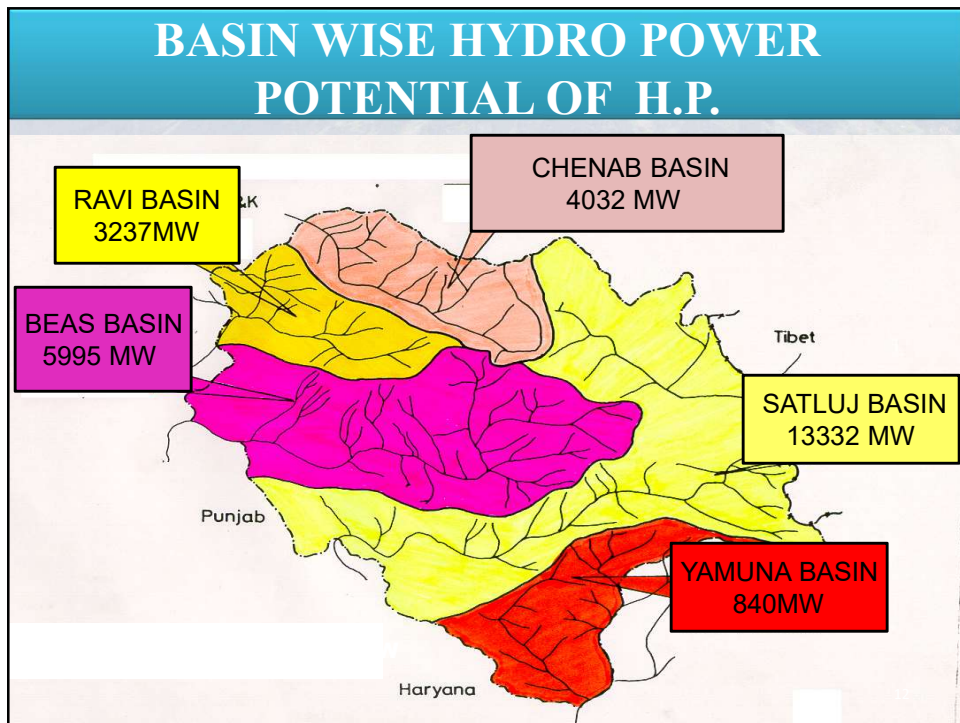 BASIN WISE HYDRO POWER
POTENTIAL OF H.P.
CHENAB BASIN
4032 MW
RAVI BASIN
3237MW
&K
BEAS BASIN
5995 MW
Tibet
SATLUJ BASIN
13332 MW
Punjab
YAMUNA BASIN
840MW
Haryana
12